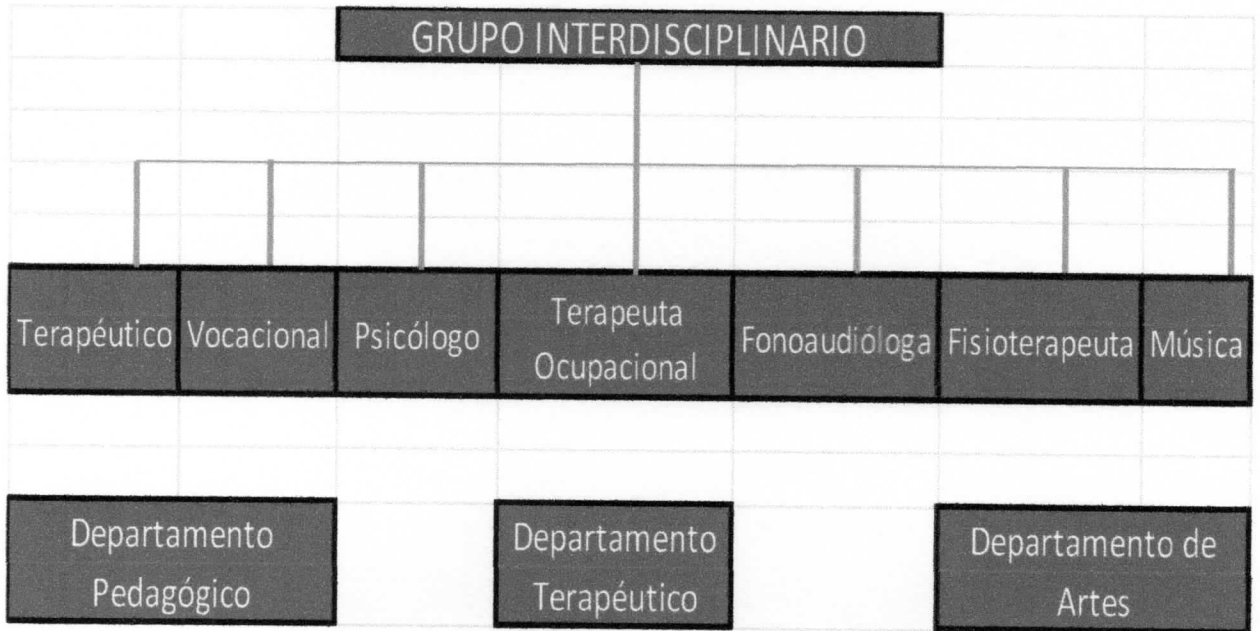 GRUPO INTERDISCIPLINARIO
Terapéutico
Vocacional
Psicólogo
Terapeuta
Ocupacional
Fonoaudióloga
Fisioterapeuta
Música
Departamento
Pedagógico
Departamento
Terapéutico
Departamento de
Artes